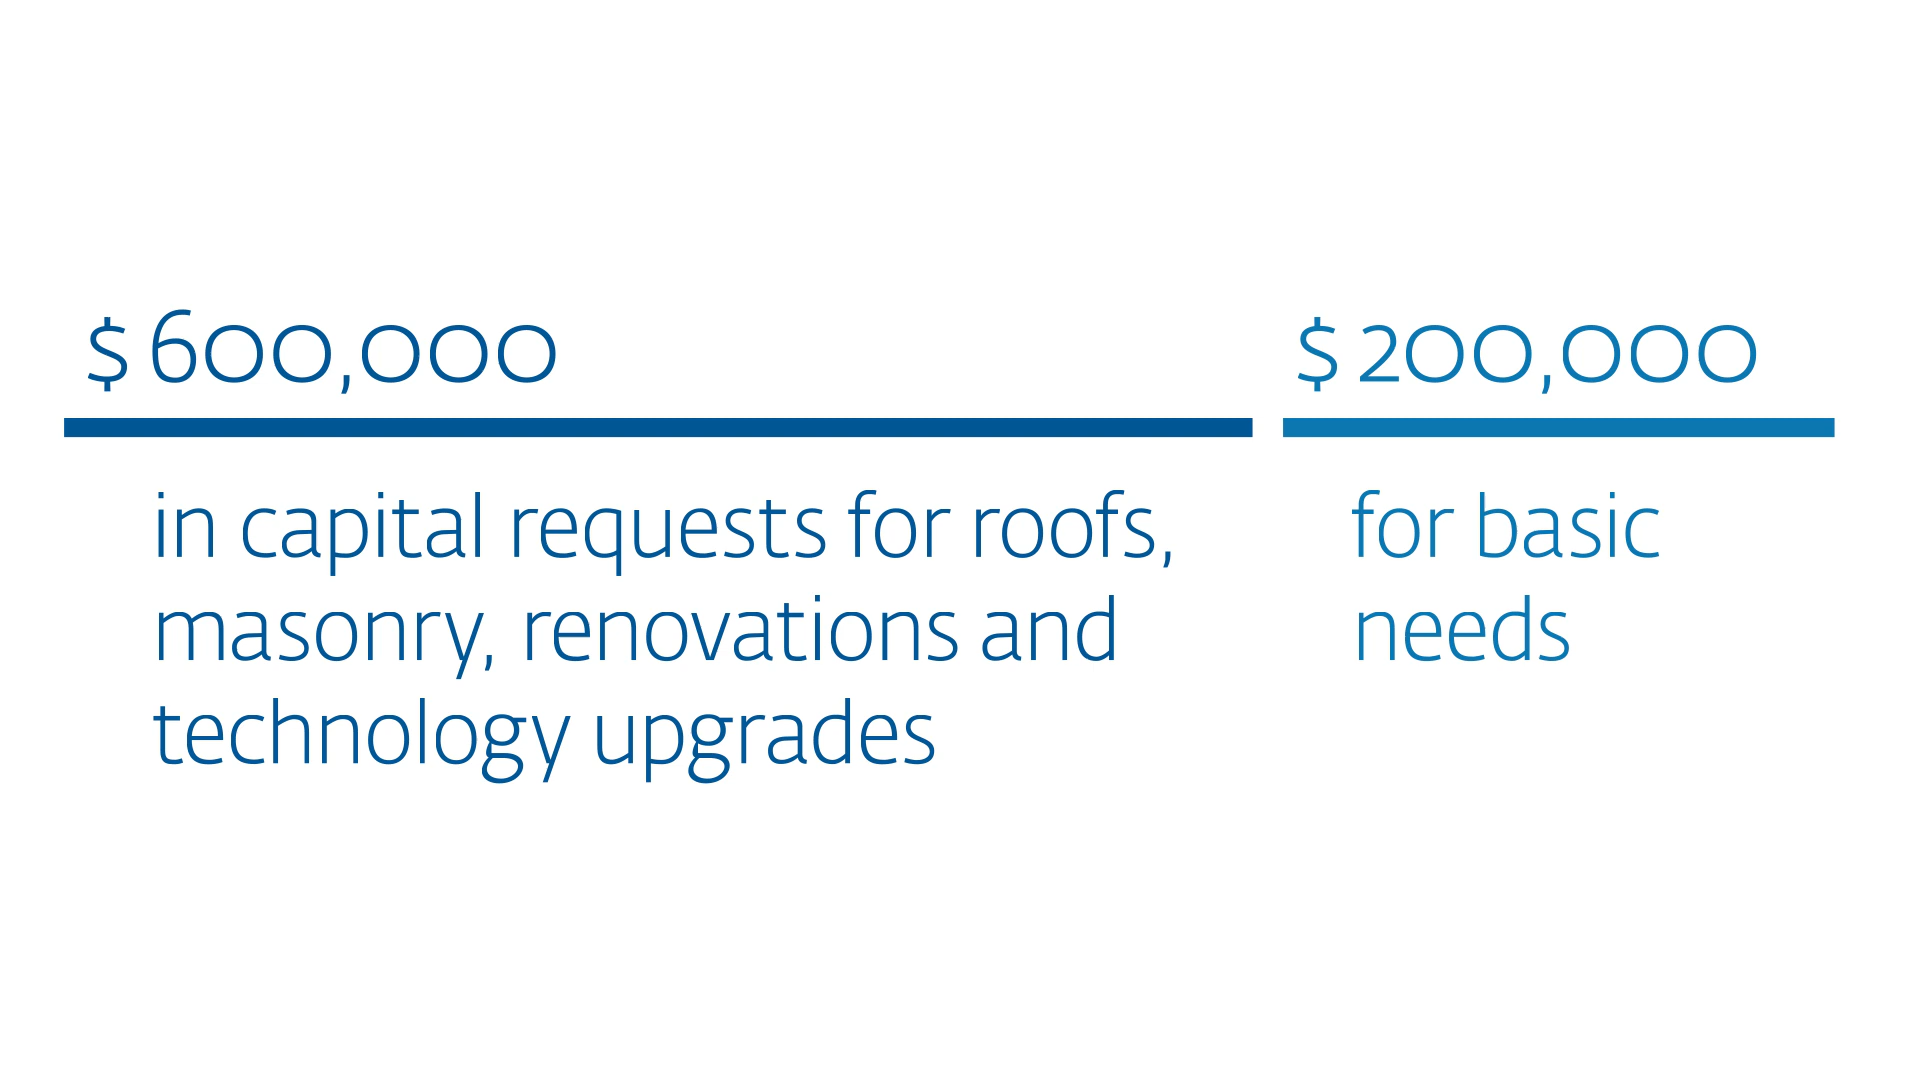 $ 600,000
in capital requests for roofs,
masonry, renovations and
technology upgrades
$ 200,000
for basic
needs